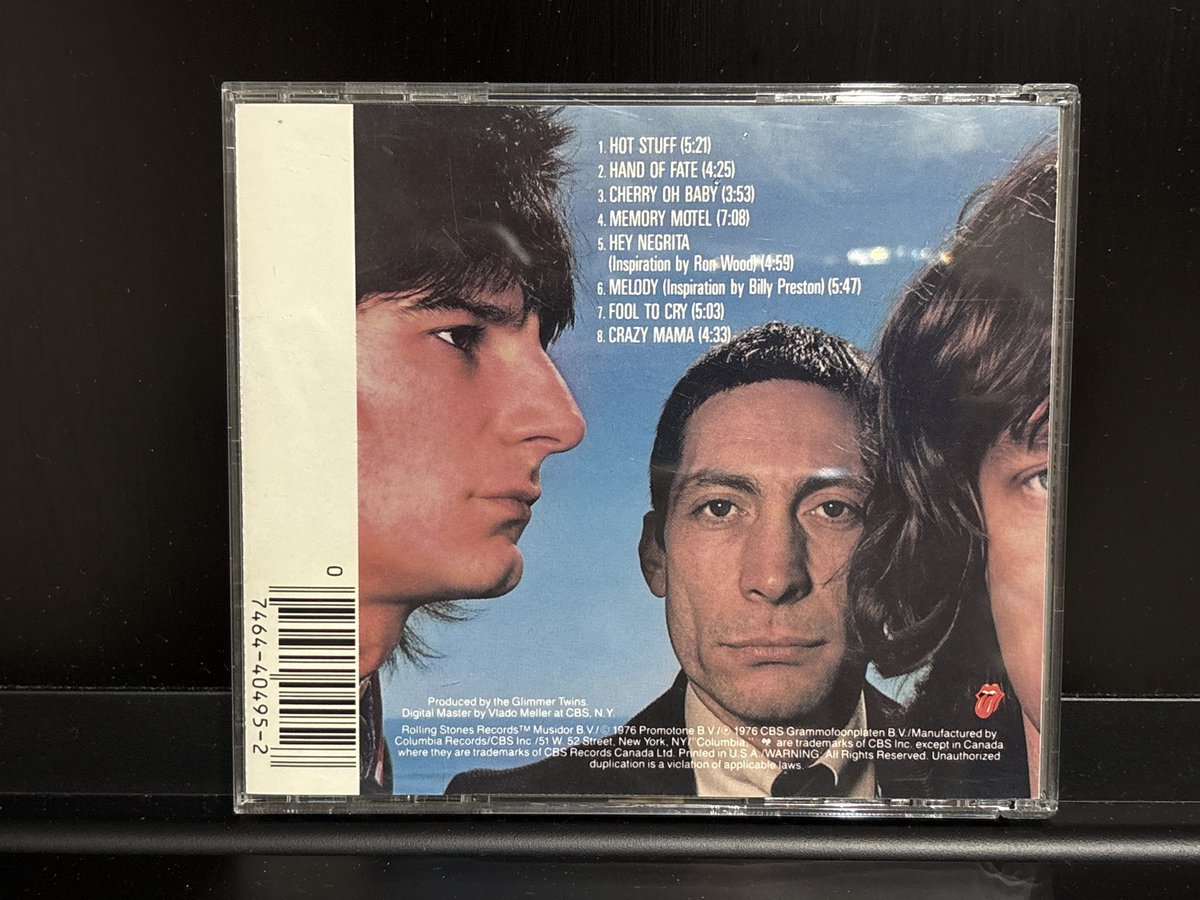 1. HOT STUFF (5:21)
2. HAND OF FATE (4:25)
3. CHERRY OH BABY (3:53)
4. MEMORY MOTEL (7:08)
5. HEY NEGRITA
(Inspiration by Ron Wood) (4:59)
6. MELODY (Inspiration by Billy Preston) (5:47)
7. FOOL TO CRY (5:03)
8. CRAZY MAMA (4:33)
0
7464-40495-2
Produced by the Glimmer Twins.
Digital Master by Vlado Meller at CBS, N.Y.
Rolling Stones Records™ Musidor B.V./ © 1976 Promotone B.V./ ℗ 1976 CBS Grammofoonplaten B.V./Manufactured by
Columbia Records/CBS Inc./51 W. 52 Street, New York, NY/"Columbia," are trademarks of CBS Inc. except in Canada
where they are trademarks of CBS Records Canada Ltd. Printed in U.S.A./WARNING: All Rights Reserved. Unauthorized
duplication is a violation of applicable laws.